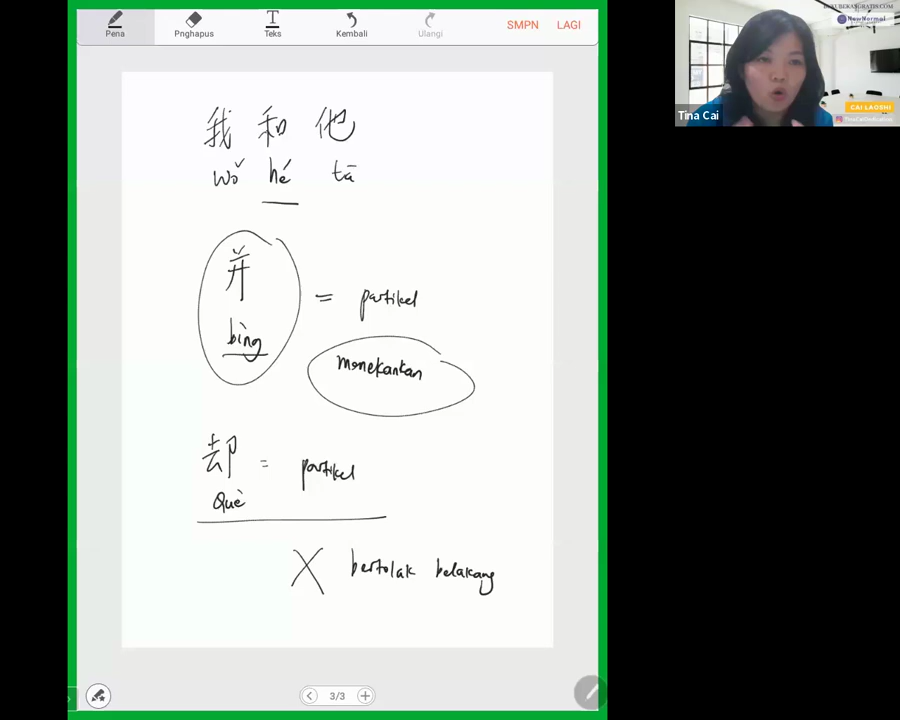 Pena Penghapus Teks Kembali Ulangi SMPN LAGI
NewNormal
CAI LAOSHI
Tina Cai
我 和 他
wǒ hé tā
并 = partikel
bìng
menekankan
却 = partikel
què
X bertolak belakang
3/3